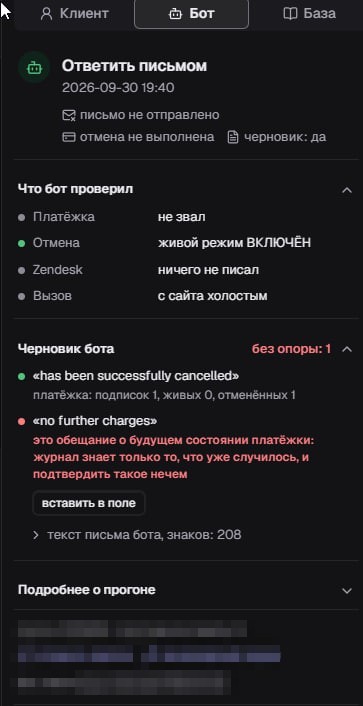 Клиент
Бот
База
Ответить письмом
2026-09-30 19:40
письмо не отправлено
отмена не выполнена черновик: да
Что бот проверил
Платёжка не звал
Отмена живой режим ВКЛЮЧЁН
Zendesk ничего не писал
Вызов с сайта холостым
Черновик бота без опоры: 1
«has been successfully cancelled»
платёжка: подписок 1, живых 0, отменённых 1
«no further charges»
это обещание о будущем состоянии платёжки:
журнал знает только то, что уже случилось, и
подтвердить такое нечем
вставить в поле
текст письма бота, знаков: 208
Подробнее о прогоне